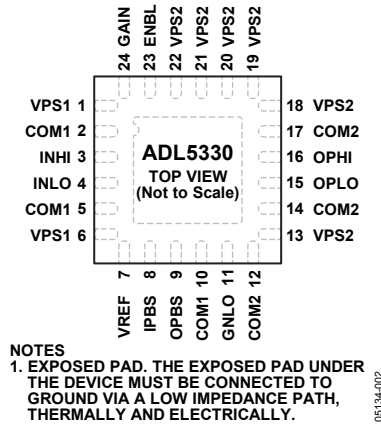 24 GAIN
23 ENBL
22 VPS2
21 VPS2
20 VPS2
19 VPS2
VPS1 1
COM1 2
INHI 3
INLO 4
COM1 5
VPS1 6
ADL5330
TOP VIEW
(Not to Scale)
18 VPS2
17 COM2
16 OPHI
15 OPLO
14 COM2
13 VPS2
VREF 7
IPBS 8
OPBS 9
COM1 10
GNLO 11
COM2 12
NOTES
1. EXPOSED PAD. THE EXPOSED PAD UNDER
THE DEVICE MUST BE CONNECTED TO
GROUND VIA A LOW IMPEDANCE PATH,
THERMALLY AND ELECTRICALLY.
05134-002